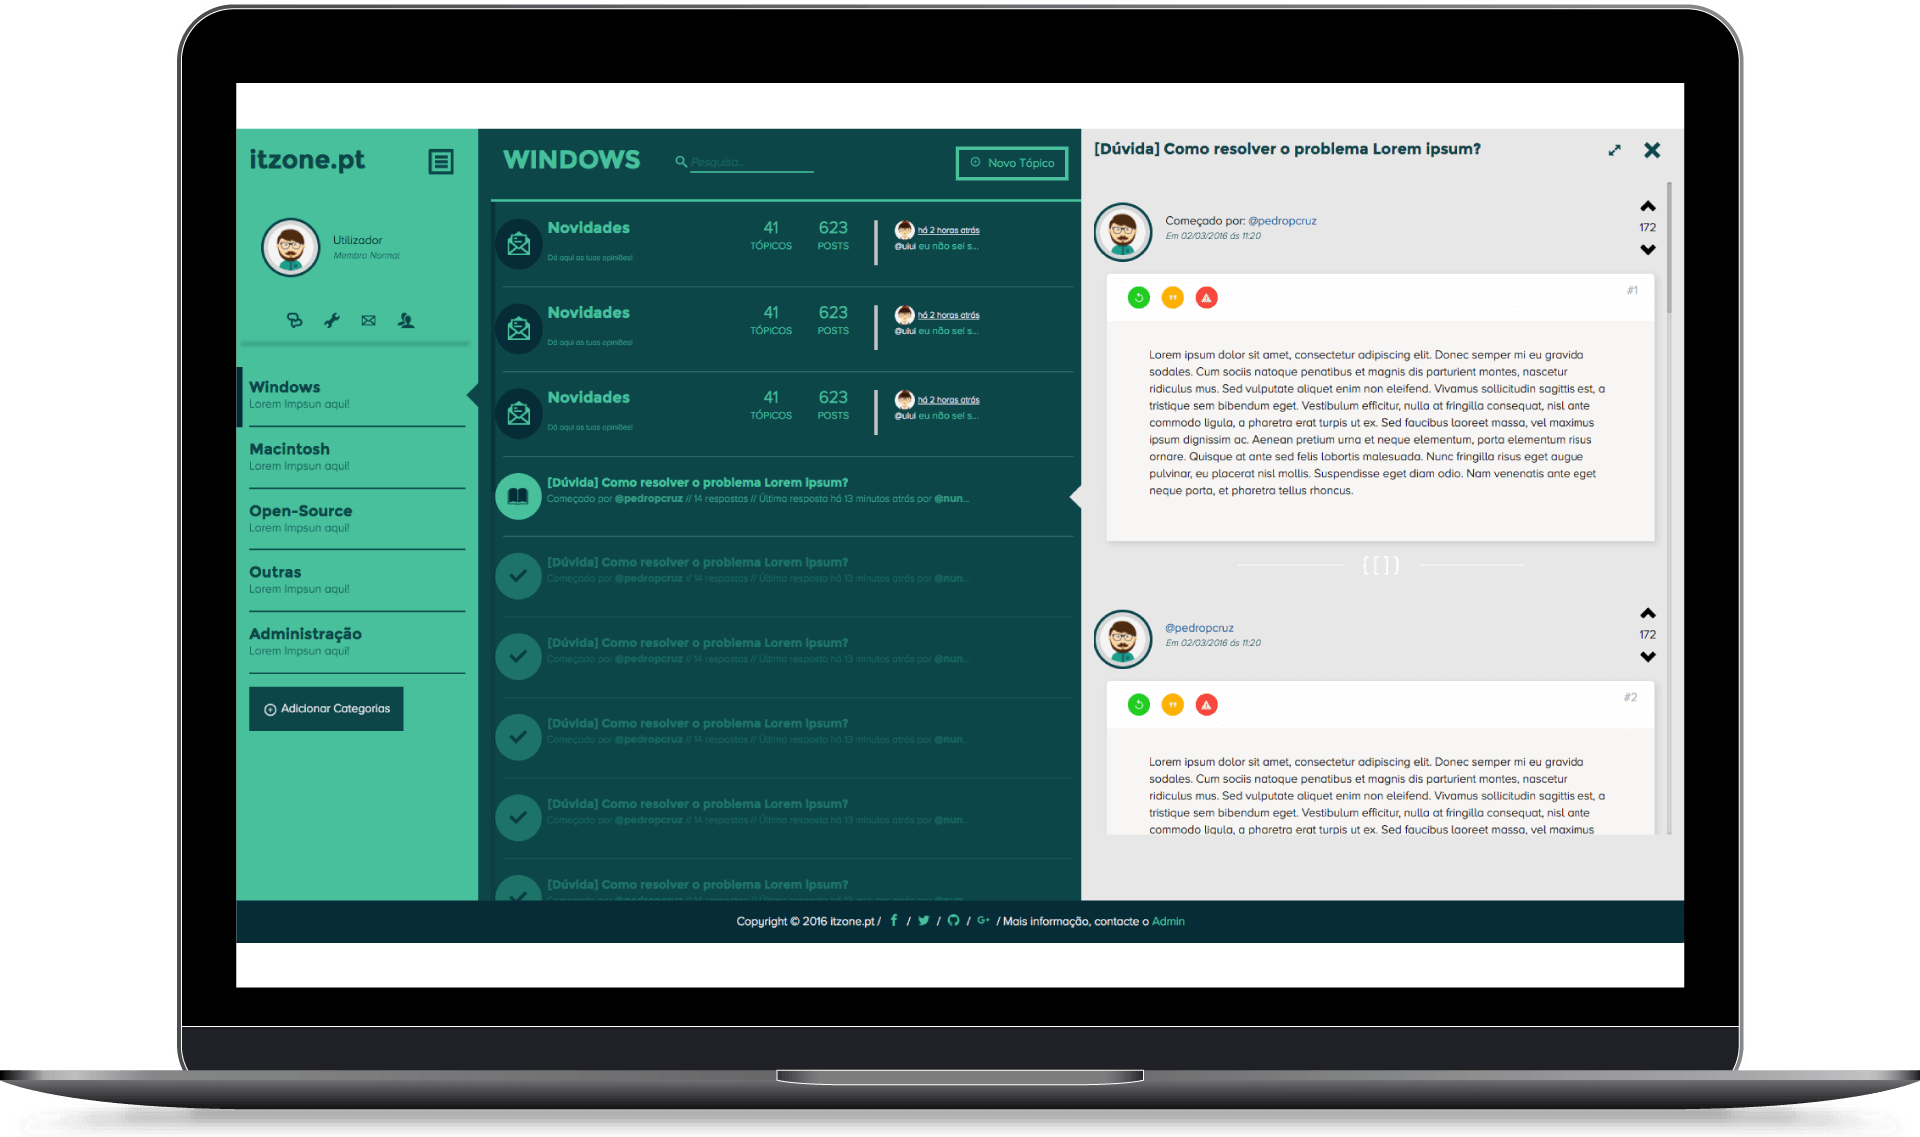 itzone.pt
Utilizador
Membro Normal
Windows
Lorem Impsun aqui!
Macintosh
Lorem Impsun aqui!
Open-Source
Lorem Impsun aqui!
Outras
Lorem Impsun aqui!
Administração
Lorem Impsun aqui!
Adicionar Categorias
WINDOWS
Pesquisa...
Novo Tópico
Novidades
Dá aqui as tuas opiniões!
41
TÓPICOS
623
POSTS
há 2 horas atrás
@uiui eu não sei s...
Novidades
Dá aqui as tuas opiniões!
41
TÓPICOS
623
POSTS
há 2 horas atrás
@uiui eu não sei s...
Novidades
Dá aqui as tuas opiniões!
41
TÓPICOS
623
POSTS
há 2 horas atrás
@uiui eu não sei s...
[Dúvida] Como resolver o problema Lorem ipsum?
Começado por @pedropcruz // 14 respostas // Última resposta há 13 minutos atrás por @nun...
[Dúvida] Como resolver o problema Lorem ipsum?
Começado por @pedropcruz // 14 respostas // Última resposta há 13 minutos atrás por @nun...
[Dúvida] Como resolver o problema Lorem ipsum?
Começado por @pedropcruz // 14 respostas // Última resposta há 13 minutos atrás por @nun...
[Dúvida] Como resolver o problema Lorem ipsum?
Começado por @pedropcruz // 14 respostas // Última resposta há 13 minutos atrás por @nun...
[Dúvida] Como resolver o problema Lorem ipsum?
Começado por @pedropcruz // 14 respostas // Última resposta há 13 minutos atrás por @nun...
[Dúvida] Como resolver o problema Lorem ipsum?
[Dúvida] Como resolver o problema Lorem ipsum?
Começado por: @pedropcruz
Em 02/03/2016 ás 11:20
172
#1
Lorem ipsum dolor sit amet, consectetur adipiscing elit. Donec semper mi eu gravida
sodales. Cum sociis natoque penatibus et magnis dis parturient montes, nascetur
ridiculus mus. Sed vulputate aliquet enim non eleifend. Vivamus sollicitudin sagittis est, a
tristique sem bibendum eget. Vestibulum efficitur, nulla at fringilla consequat, nisl ante
commodo ligula, a pharetra erat turpis ut ex. Sed faucibus laoreet massa, vel maximus
ipsum dignissim ac. Aenean pretium urna et neque elementum, porta elementum risus
ornare. Quisque at ante sed felis lobortis malesuada. Nunc fringilla risus eget augue
pulvinar, eu placerat nisl mollis. Suspendisse eget diam odio. Nam venenatis ante eget
neque porta, et pharetra tellus rhoncus.
{[]}
@pedropcruz
Em 02/03/2016 ás 11:20
172
#2
Lorem ipsum dolor sit amet, consectetur adipiscing elit. Donec semper mi eu gravida
sodales. Cum sociis natoque penatibus et magnis dis parturient montes, nascetur
ridiculus mus. Sed vulputate aliquet enim non eleifend. Vivamus sollicitudin sagittis est, a
tristique sem bibendum eget. Vestibulum efficitur, nulla at fringilla consequat, nisl ante
commodo ligula, a pharetra erat turpis ut ex. Sed faucibus laoreet massa, vel maximus
Copyright © 2016 itzone.pt / / / / / Mais informação, contacte o Admin